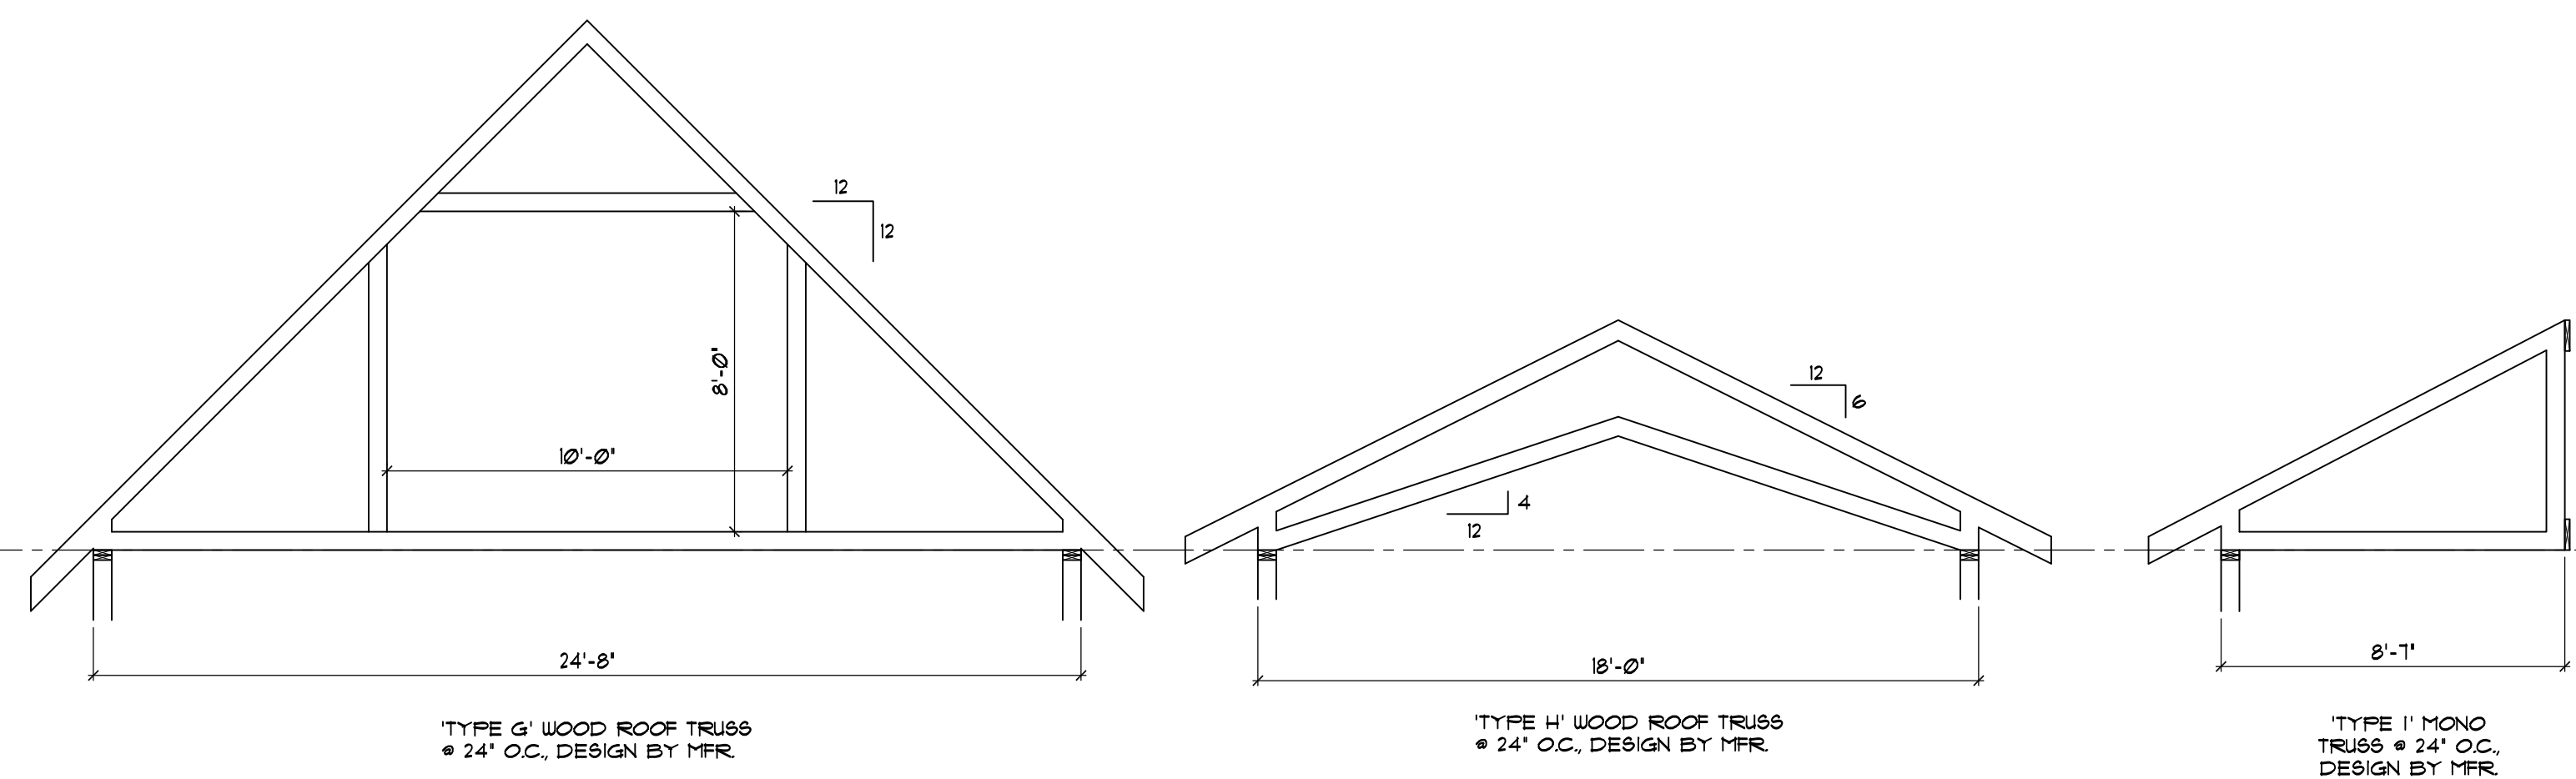 12
12
8'-0"
10'-0"
24'-8"
'TYPE G' WOOD ROOF TRUSS
@ 24" O.C., DESIGN BY MFR.
12
6
4
12
18'-0"
'TYPE H' WOOD ROOF TRUSS
@ 24" O.C., DESIGN BY MFR.
8'-7"
'TYPE I' MONO
TRUSS @ 24" O.C.,
DESIGN BY MFR.